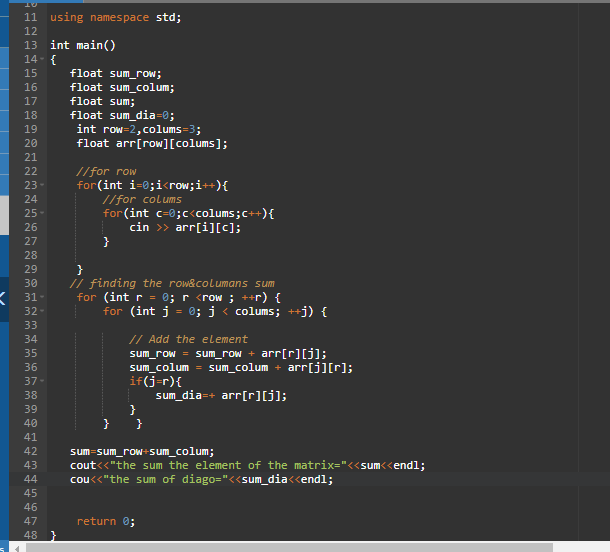 10
11 using namespace std;
12
13 int main()
14 {
15 float sum_row;
16 float sum_colum;
17 float sum;
18 float sum_dia=0;
19 int row=2,colums=3;
20 float arr[row][colums];
21
22 //for row
23 for(int i=0;i<row;i++){
24 //for colums
25 for(int c=0;c<colums;c++){
26 cin >> arr[i][c];
27 }
28
29 }
30 // finding the row&columans sum
31 for (int r = 0; r <row ; ++r) {
32 for (int j = 0; j < colums; ++j) {
33
34 // Add the element
35 sum_row = sum_row + arr[r][j];
36 sum_colum = sum_colum + arr[j][r];
37 if(j=r){
38 sum_dia=+ arr[r][j];
39 }
40 } }
41
42 sum=sum_row+sum_colum;
43 cout<<"the sum the element of the matrix="<<sum<<endl;
44 cou<<"the sum of diago="<<sum_dia<<endl;
45
46
47 return 0;
48 }